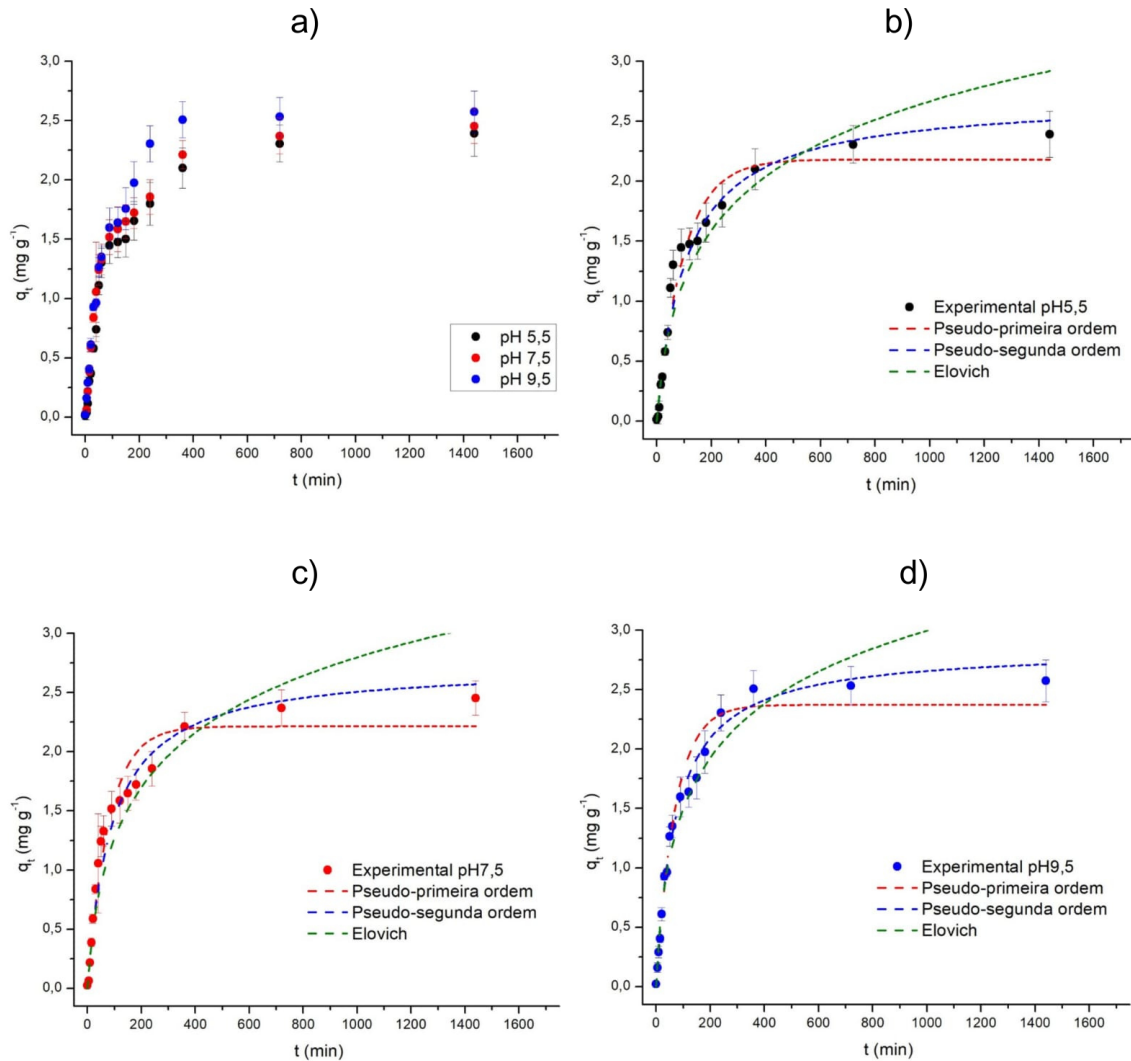 a)
3,0
2,5
2,0
1,5
1,0
0,5
0,0
qt (mg g-1)
pH 5,5
pH 7,5
pH 9,5
0 200 400 600 800 1000 1200 1400 1600
t (min)
b)
3,0
2,5
2,0
1,5
1,0
0,5
0,0
qt (mg g-1)
Experimental pH5,5
Pseudo-primeira ordem
Pseudo-segunda ordem
Elovich
0 200 400 600 800 1000 1200 1400 1600
t (min)
c)
3,0
2,5
2,0
1,5
1,0
0,5
0,0
qt (mg g-1)
Experimental pH7,5
Pseudo-primeira ordem
Pseudo-segunda ordem
Elovich
0 200 400 600 800 1000 1200 1400 1600
t (min)
d)
3,0
2,5
2,0
1,5
1,0
0,5
0,0
qt (mg g-1)
Experimental pH9,5
Pseudo-primeira ordem
Pseudo-segunda ordem
Elovich
0 200 400 600 800 1000 1200 1400 1600
t (min)